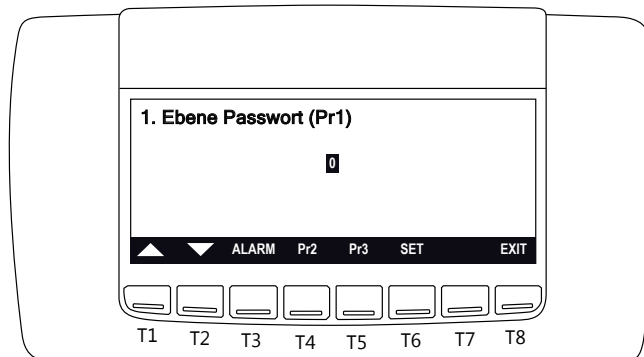 1. Ebene Passwort (Pr1)
0
ALARM Pr2 Pr3 SET EXIT
T1 T2 T3 T4 T5 T6 T7 T8